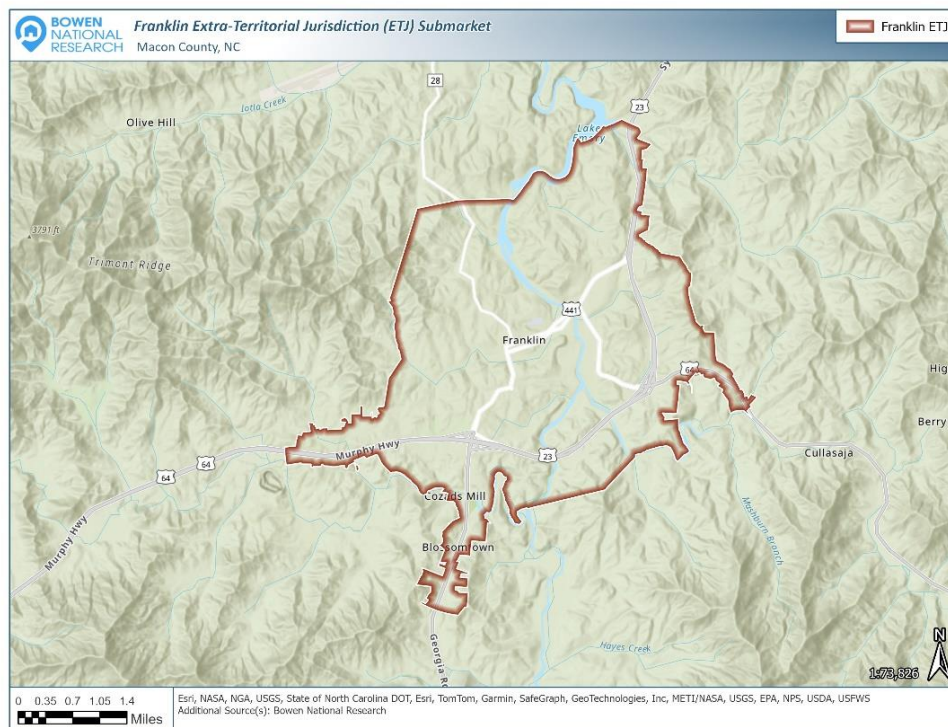 BOWEN
NATIONAL
RESEARCH
Franklin Extra-Territorial Jurisdiction (ETJ) Submarket
Macon County, NC
Franklin ETJ
28
Iotla Creek
Olive Hill
23
Sy
Lake
Emory
3791 ft
Trimont Ridge
441
Franklin
64
Hig
Berry
Murphy Hwy
23
Cullasaja
64
64
Cozads Mill
Murphy Hwy
Mashburn Branch
Blossomtown
Georgia Ro
Hayes Creek
N
1:73,826
0 0.35 0.7 1.05 1.4
Miles
Esri, NASA, NGA, USGS, State of North Carolina DOT, Esri, TomTom, Garmin, SafeGraph, GeoTechnologies, Inc, METI/NASA, USGS, EPA, NPS, USDA, USFWS
Additional Source(s): Bowen National Research